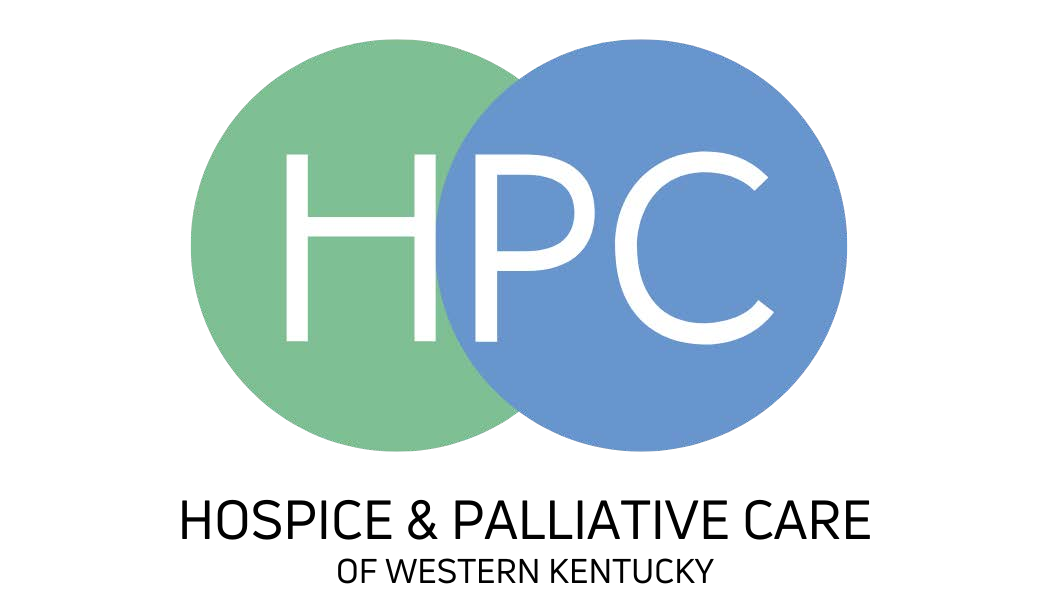 HPC
HOSPICE & PALLIATIVE CARE
OF WESTERN KENTUCKY